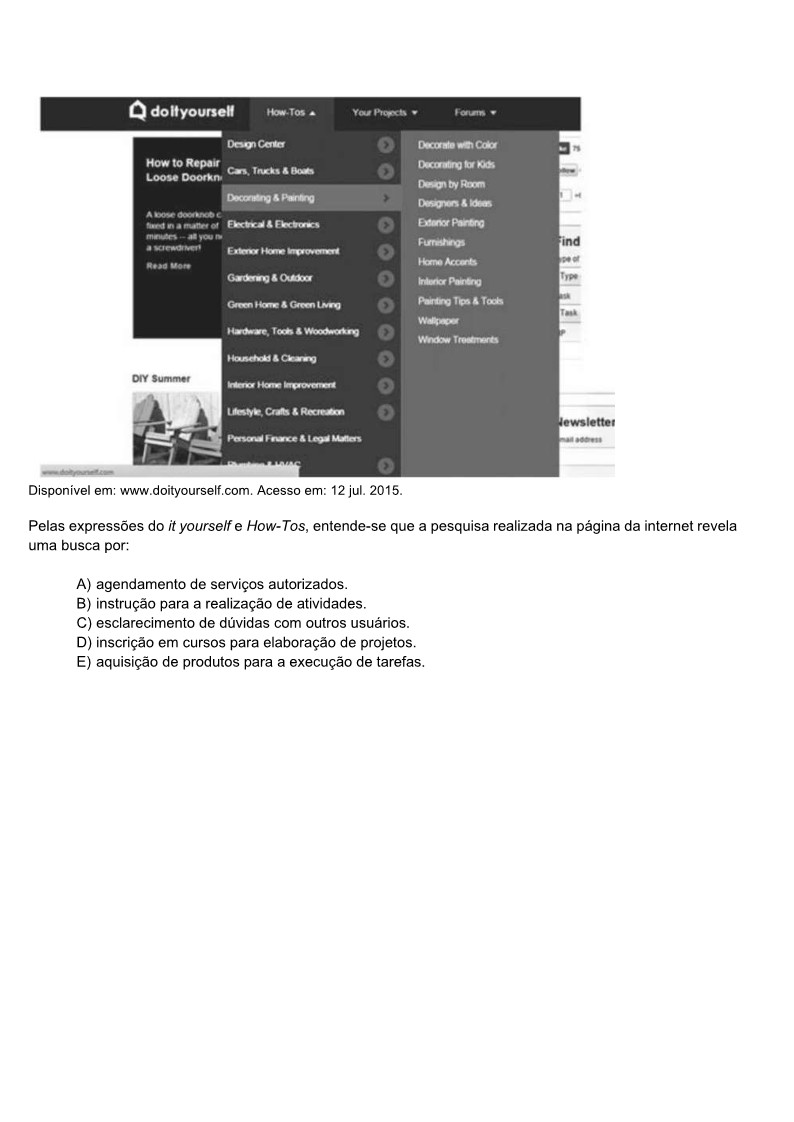 doityourself How-Tos Your Projects Forums
How to Repair
Loose
A loose doorknob c
fixed in a matter of
minutes -- all you
a screwdriver!
Read More
DIY Summer
Design Center
Cars, Trucks & Boats
Decorating & Painting
Electrical & Electronics
Exterior Home Improvement
Gardening & Outdoor
Green Home & Green Living
Hardware, Tools & Woodworking
Household & Cleaning
Interior Home Improvement
Lifestyle, Crafts & Recreation
Personal Finance & Legal Matters
Plumbing & HVAC
Decorate with Color
Decorating for Kids
Design by Room
Designers & Ideas
Exterior Painting
Furnishings
Home Accents
Interior Painting
Painting Tips & Tools
Wallpaper
Window Treatments
75
Find
ype of
Type
ask
Task
Newsletter
mail address
www.doityourself.com
Disponível em: www.doityourself.com. Acesso em: 12 jul. 2015.
Pelas expressões do it yourself e How-Tos, entende-se que a pesquisa realizada na página da internet revela
uma busca por:
A) agendamento de serviços autorizados.
B) instrução para a realização de atividades.
C) esclarecimento de dúvidas com outros usuários.
D) inscrição em cursos para elaboração de projetos.
E) aquisição de produtos para a execução de tarefas.